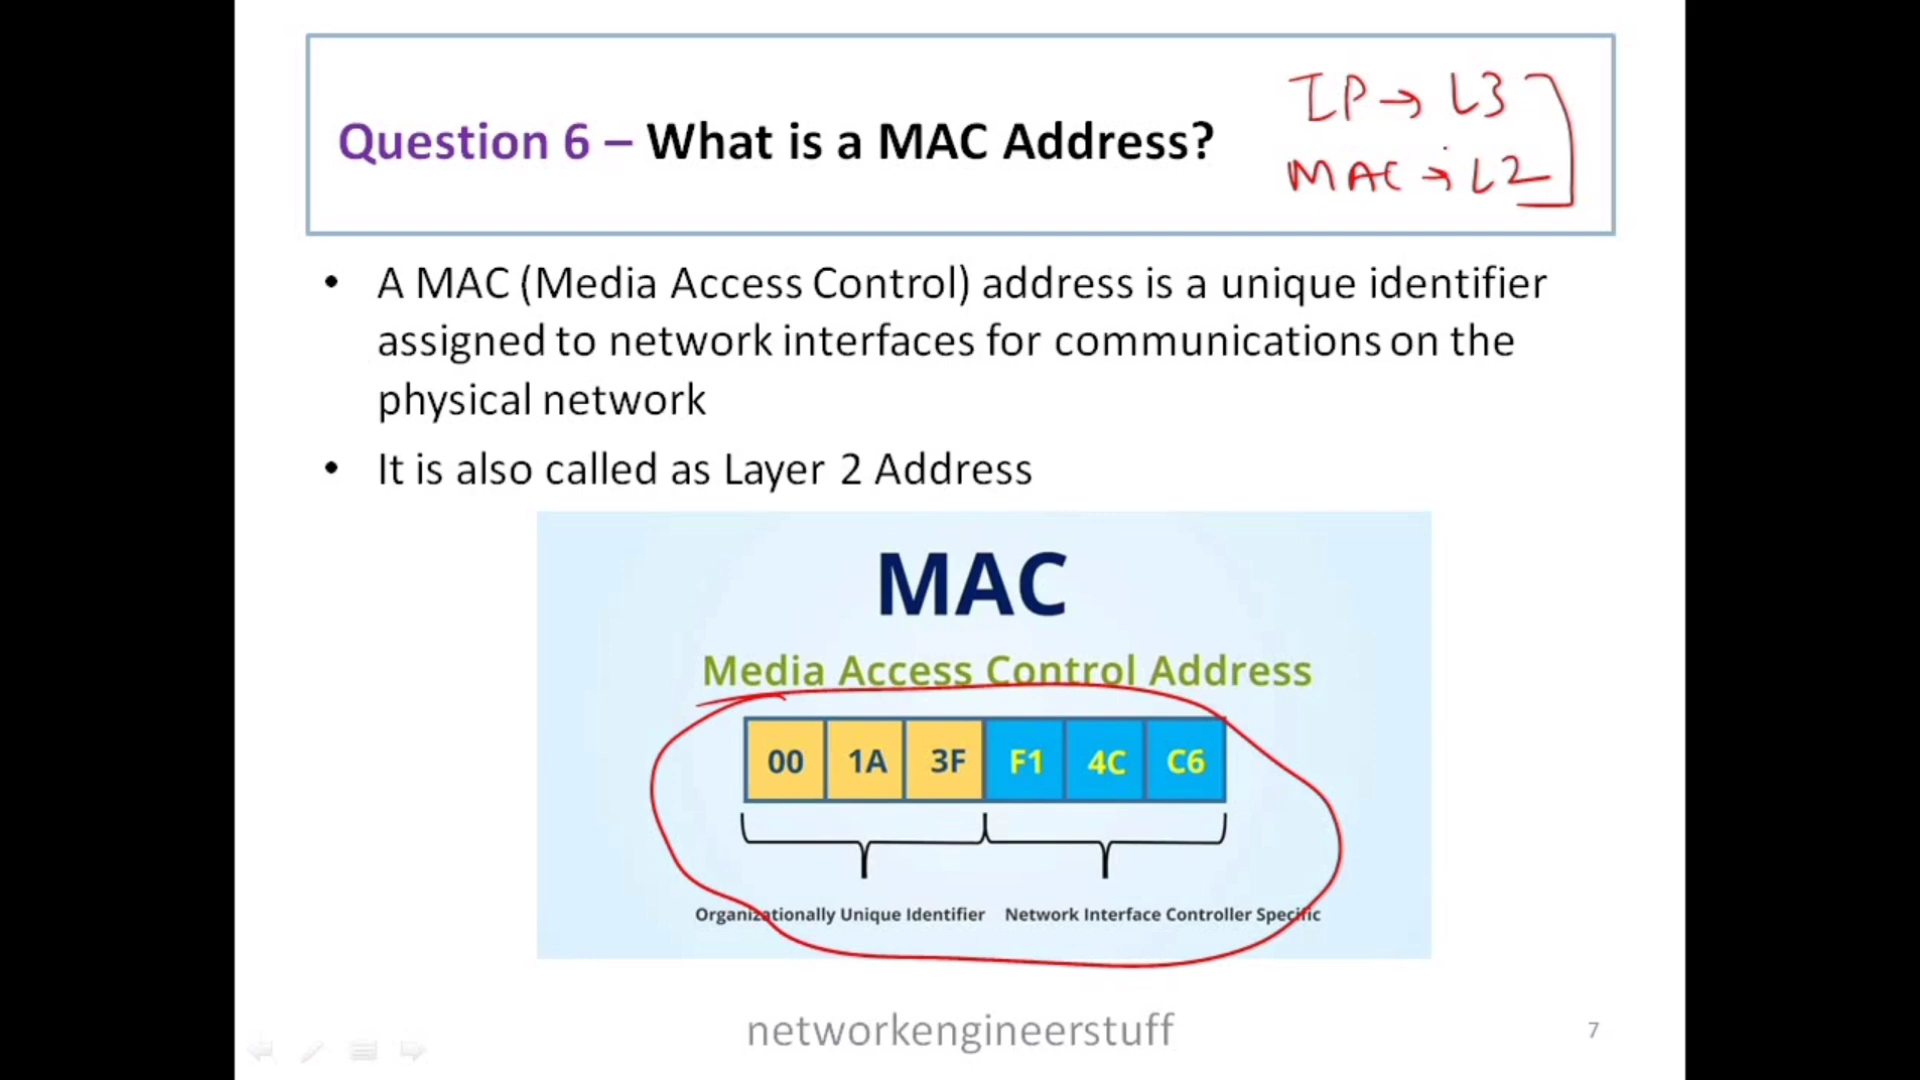 Question 6 – What is a MAC Address?
IP → L3
MAC → L2
• A MAC (Media Access Control) address is a unique identifier
assigned to network interfaces for communications on the
physical network
• It is also called as Layer 2 Address
MAC
Media Access Control Address
00 1A 3F F1 4C C6
Organizationally Unique Identifier Network Interface Controller Specific
networkengineerstuff
7